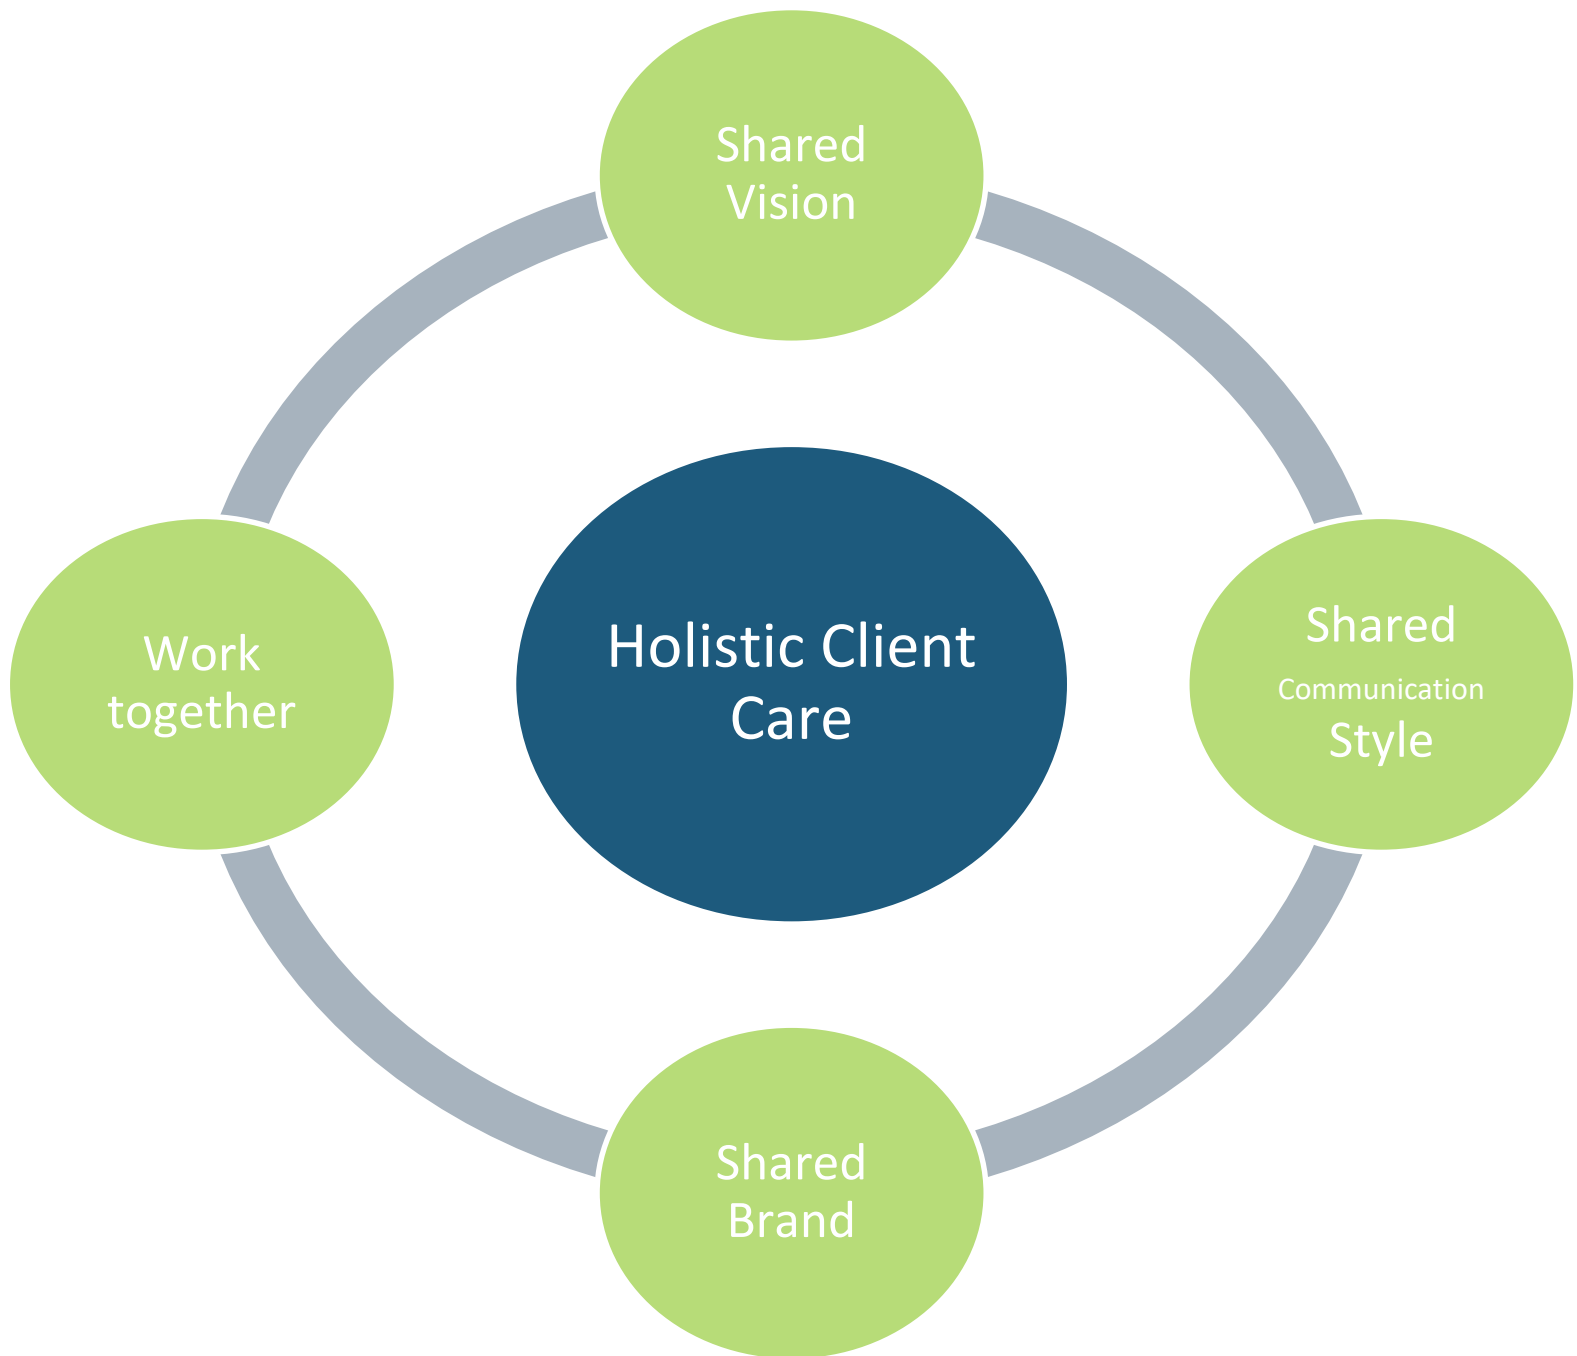 Shared
Vision
Work
together
Holistic Client
Care
Shared
Communication
Style
Shared
Brand